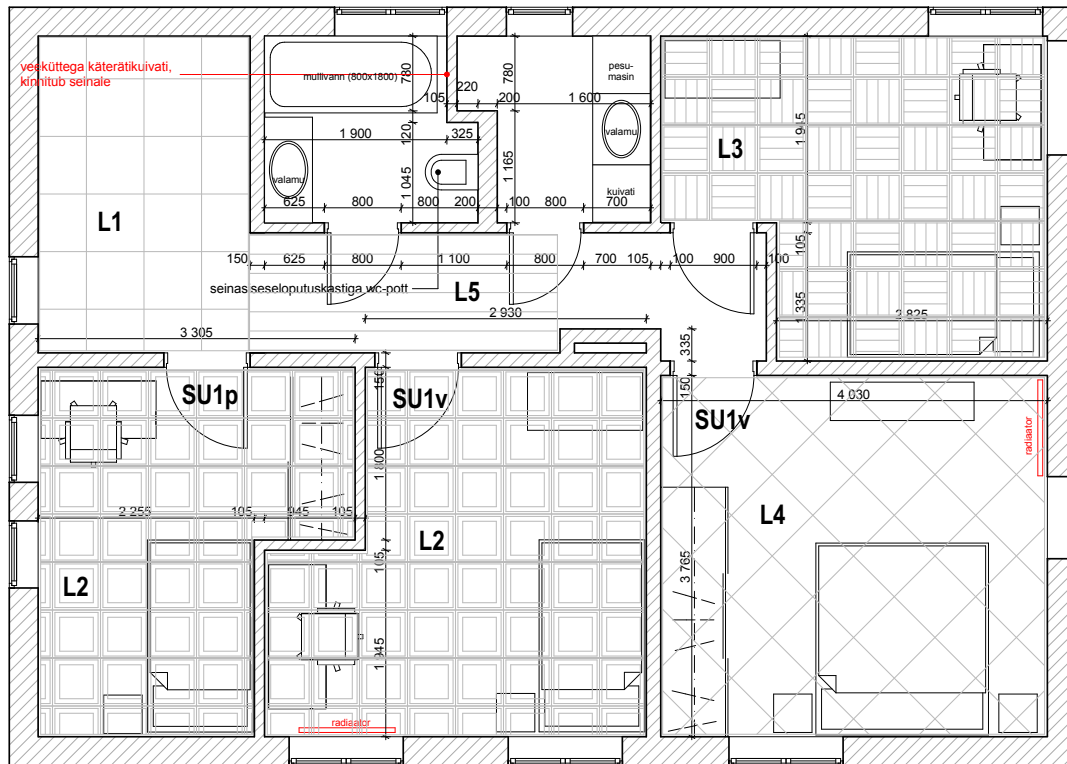 veeküttega käterätikuivati,
kinnitub seinale
mullivann (800x1800)
780
105
220
780
200
1 600
pesu-
masin
valamu
1 900
120
325
1 045
1 165
valamu
kuivati
625
800
800
200
100
800
700
L1
L3
1 945
150
625
800
1 100
800
700
105
100
900
100
105
seinas seseloputuskastiga wc-pott
L5
2 930
3 305
335
1 335
2 825
SU1p
150
SU1v
150
SU1v
4 030
radiaator
1 800
2 255
105
945
105
L2
L2
L4
105
3 765
1 945
radiaator